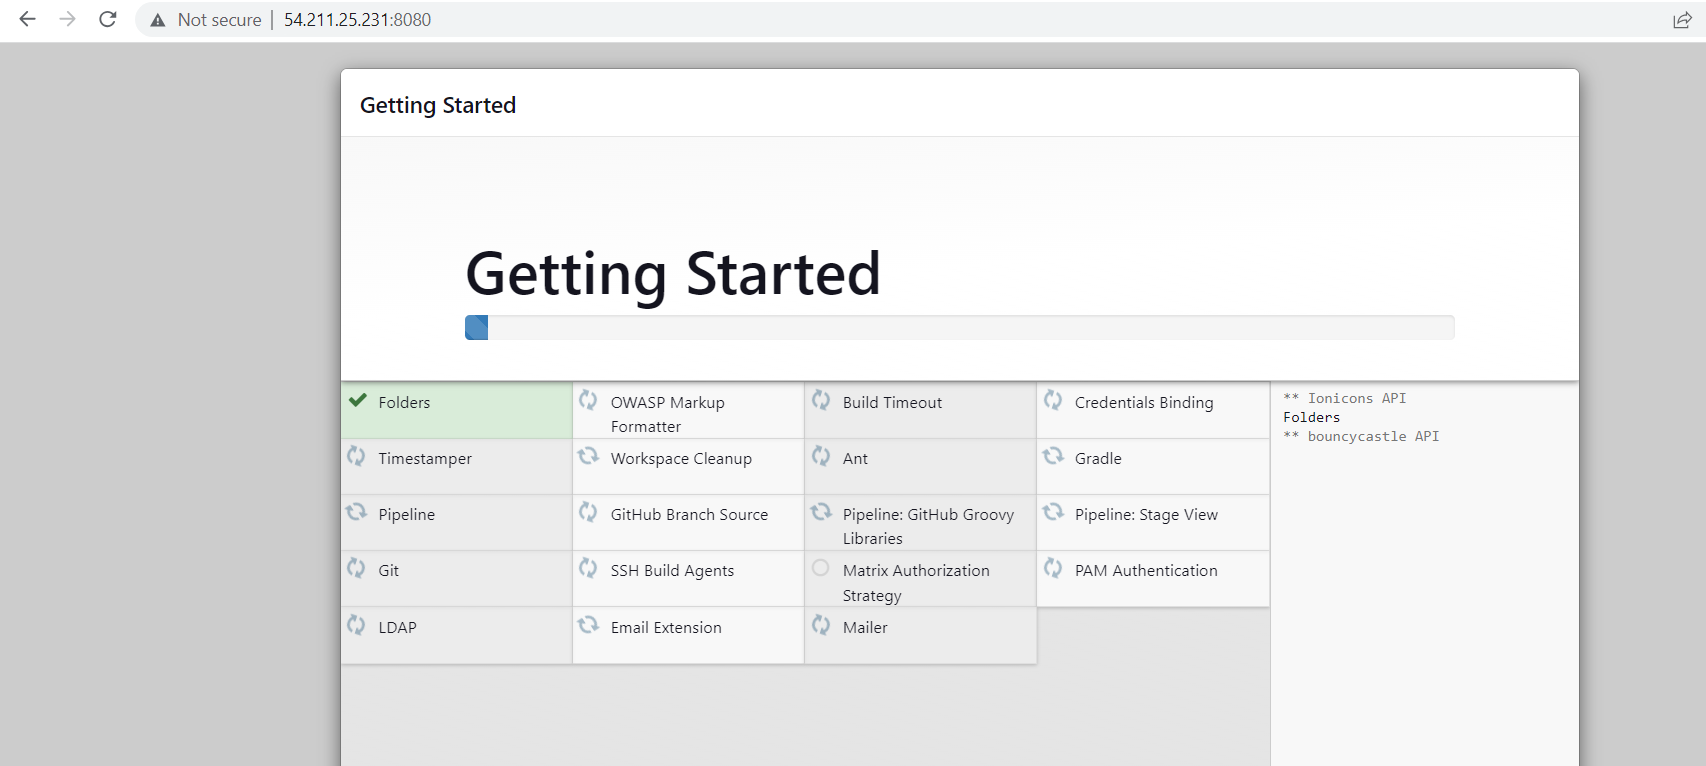 Not secure | 54.211.25.231:8080
Getting Started
Getting Started
Folders
OWASP Markup
Formatter
Build Timeout
Credentials Binding
** Ionicons API
Folders
** bouncycastle API
Timestamper
Workspace Cleanup
Ant
Gradle
Pipeline
GitHub Branch Source
Pipeline: GitHub Groovy
Libraries
Pipeline: Stage View
Git
SSH Build Agents
Matrix Authorization
Strategy
PAM Authentication
LDAP
Email Extension
Mailer